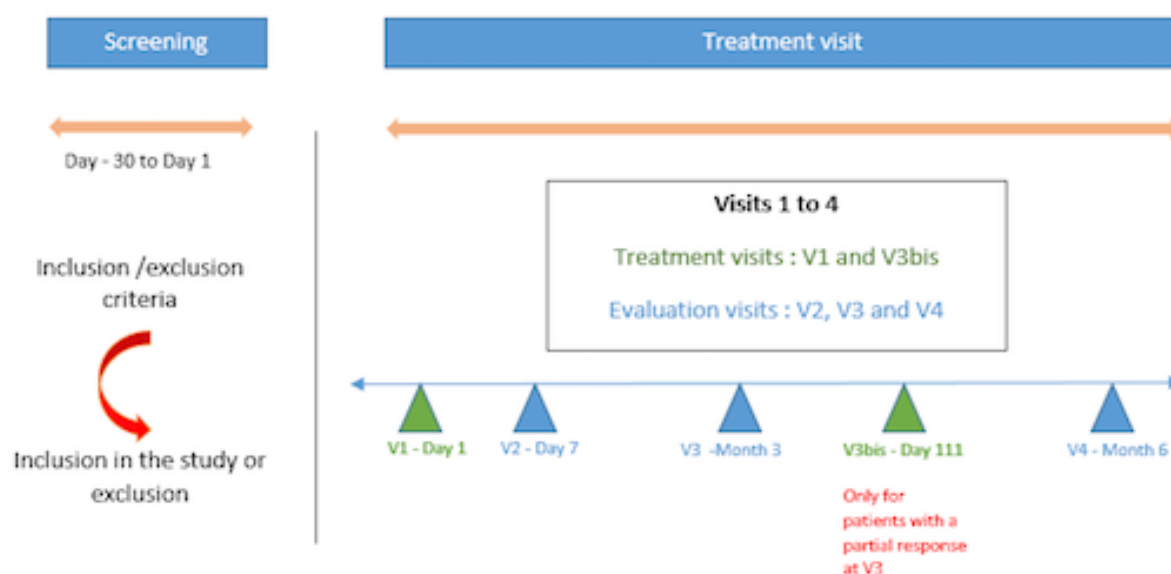 Screening
Treatment visit
Day - 30 to Day 1
Visits 1 to 4
Treatment visits : V1 and V3bis
Evaluation visits : V2, V3 and V4
Inclusion /exclusion
criteria
Inclusion in the study or
exclusion
V1 - Day 1
V2 - Day 7
V3 -Month 3
V3bis - Day 111
V4 - Month 6
Only for
patients with a
partial response
at V3